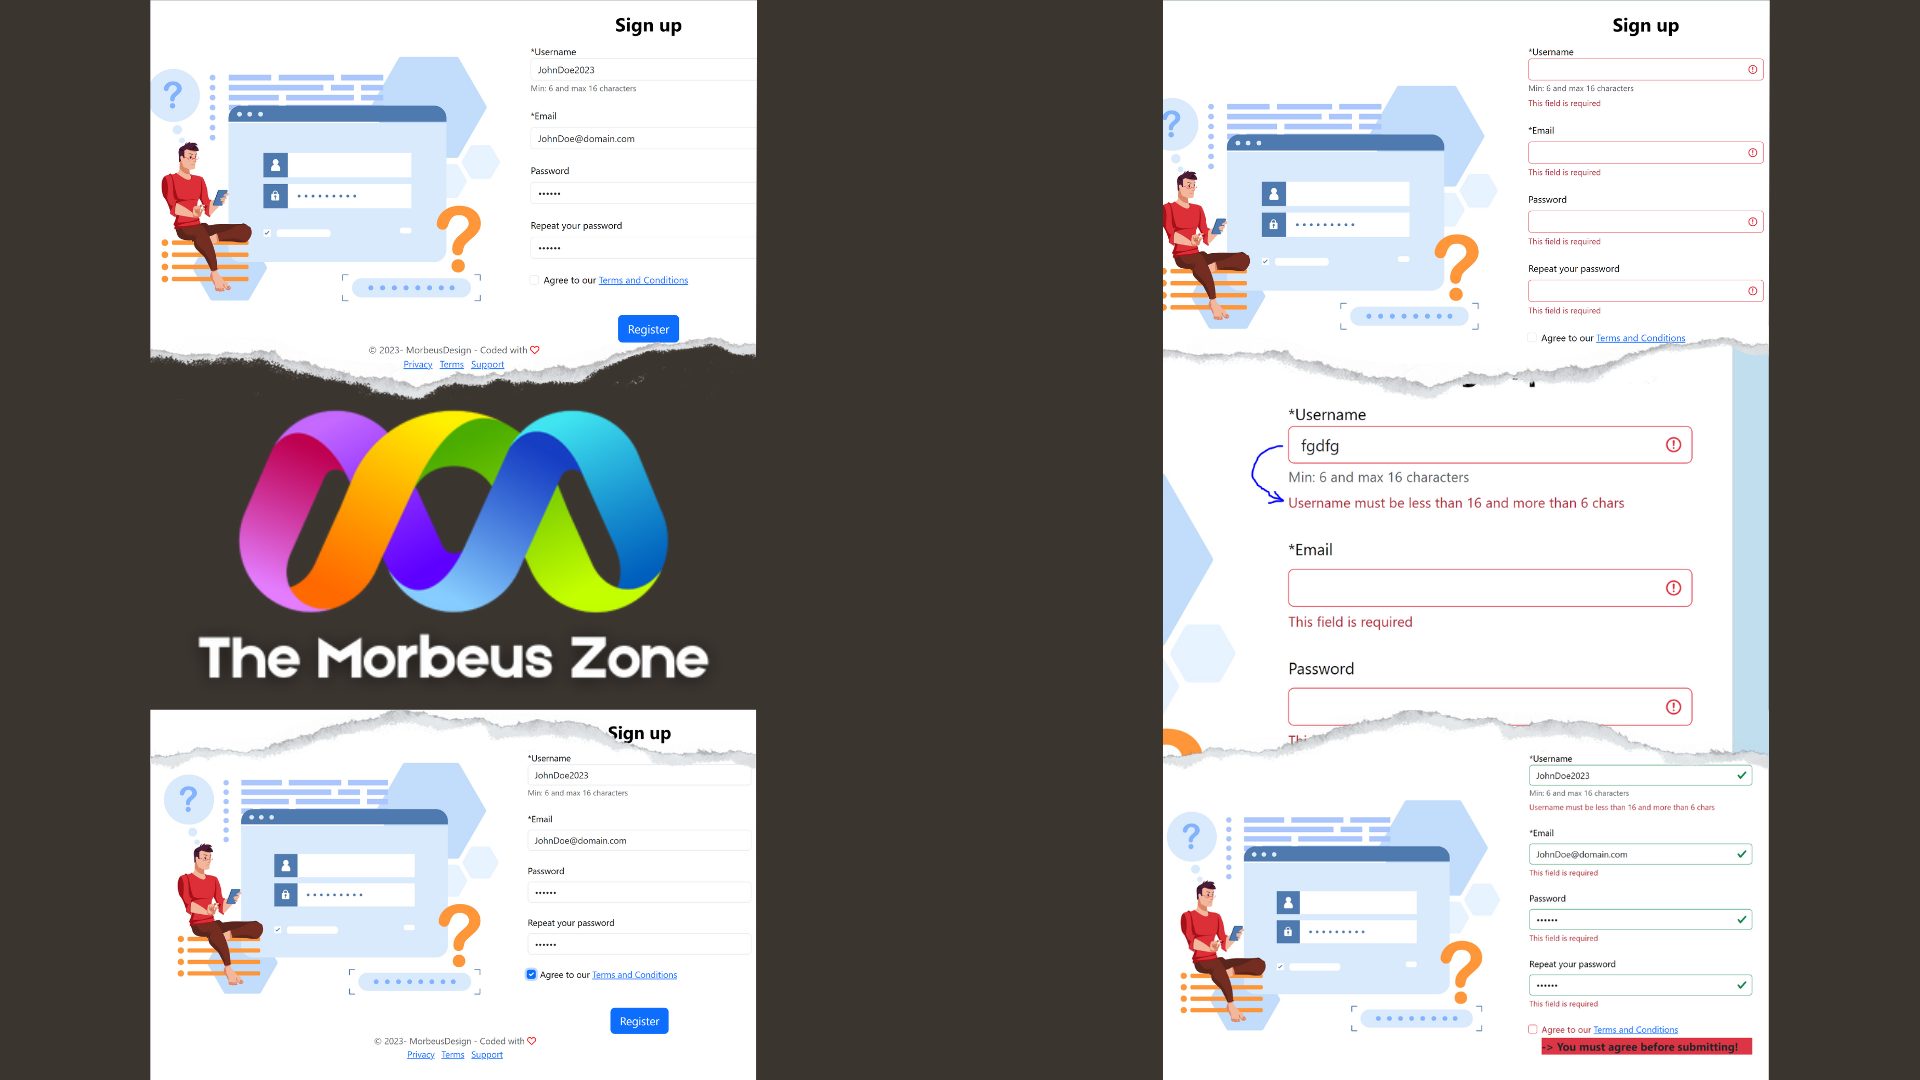 Sign up
*Username
JohnDoe2023
Min: 6 and max 16 characters
*Email
JohnDoe@domain.com
Password
••••••
Repeat your password
••••••
Agree to our Terms and Conditions
Register
© 2023- MorbeusDesign - Coded with
Privacy Terms Support
The Morbeus Zone
Sign up
*Username
JohnDoe2023
Min: 6 and max 16 characters
*Email
JohnDoe@domain.com
Password
••••••
Repeat your password
••••••
Agree to our Terms and Conditions
Register
© 2023- MorbeusDesign - Coded with
Privacy Terms Support
Sign up
*Username
Min: 6 and max 16 characters
This field is required
*Email
This field is required
Password
This field is required
Repeat your password
This field is required
Agree to our Terms and Conditions
*Username
fgdfg
Min: 6 and max 16 characters
Username must be less than 16 and more than 6 chars
*Email
This field is required
Password
*Username
JohnDoe2023
Min: 6 and max 16 characters
Username must be less than 16 and more than 6 chars
*Email
JohnDoe@domain.com
This field is required
Password
••••••
This field is required
Repeat your password
••••••
This field is required
Agree to our Terms and Conditions
-> You must agree before submitting!